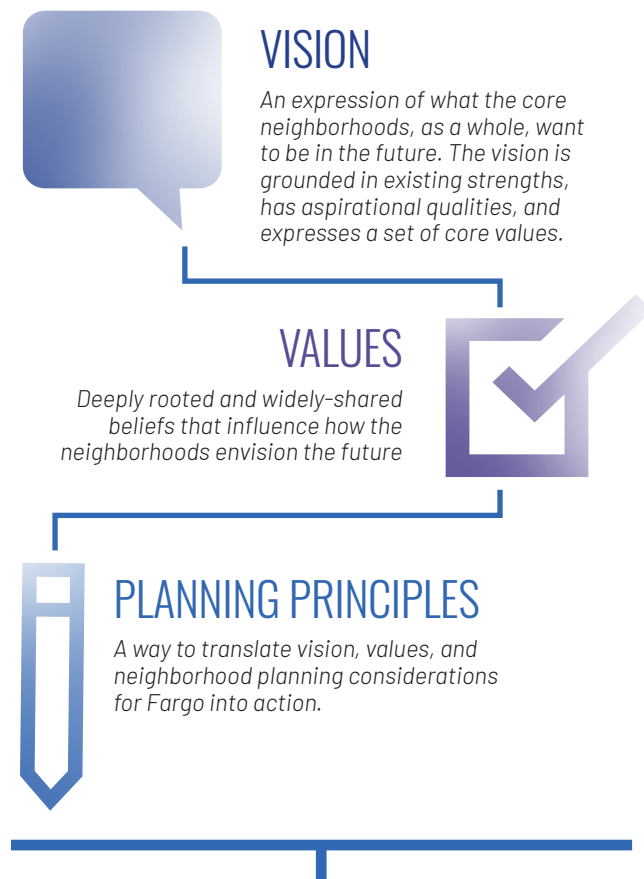 VISION
An expression of what the core
neighborhoods, as a whole, want
to be in the future. The vision is
grounded in existing strengths,
has aspirational qualities, and
expresses a set of core values.
VALUES
Deeply rooted and widely-shared
beliefs that influence how the
neighborhoods envision the future
PLANNING PRINCIPLES
A way to translate vision, values, and
neighborhood planning considerations
for Fargo into action.